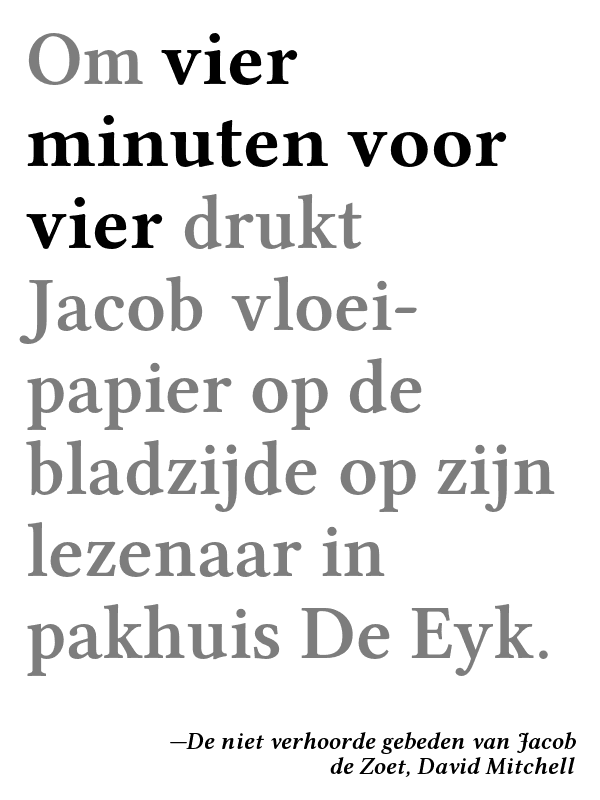 Om vier
minuten voor
vier drukt
Jacob vloei-
papier op de
bladzijde op zijn
lezenaar in
pakhuis De Eyk.
—De niet verhoorde gebeden van Jacob
de Zoet, David Mitchell